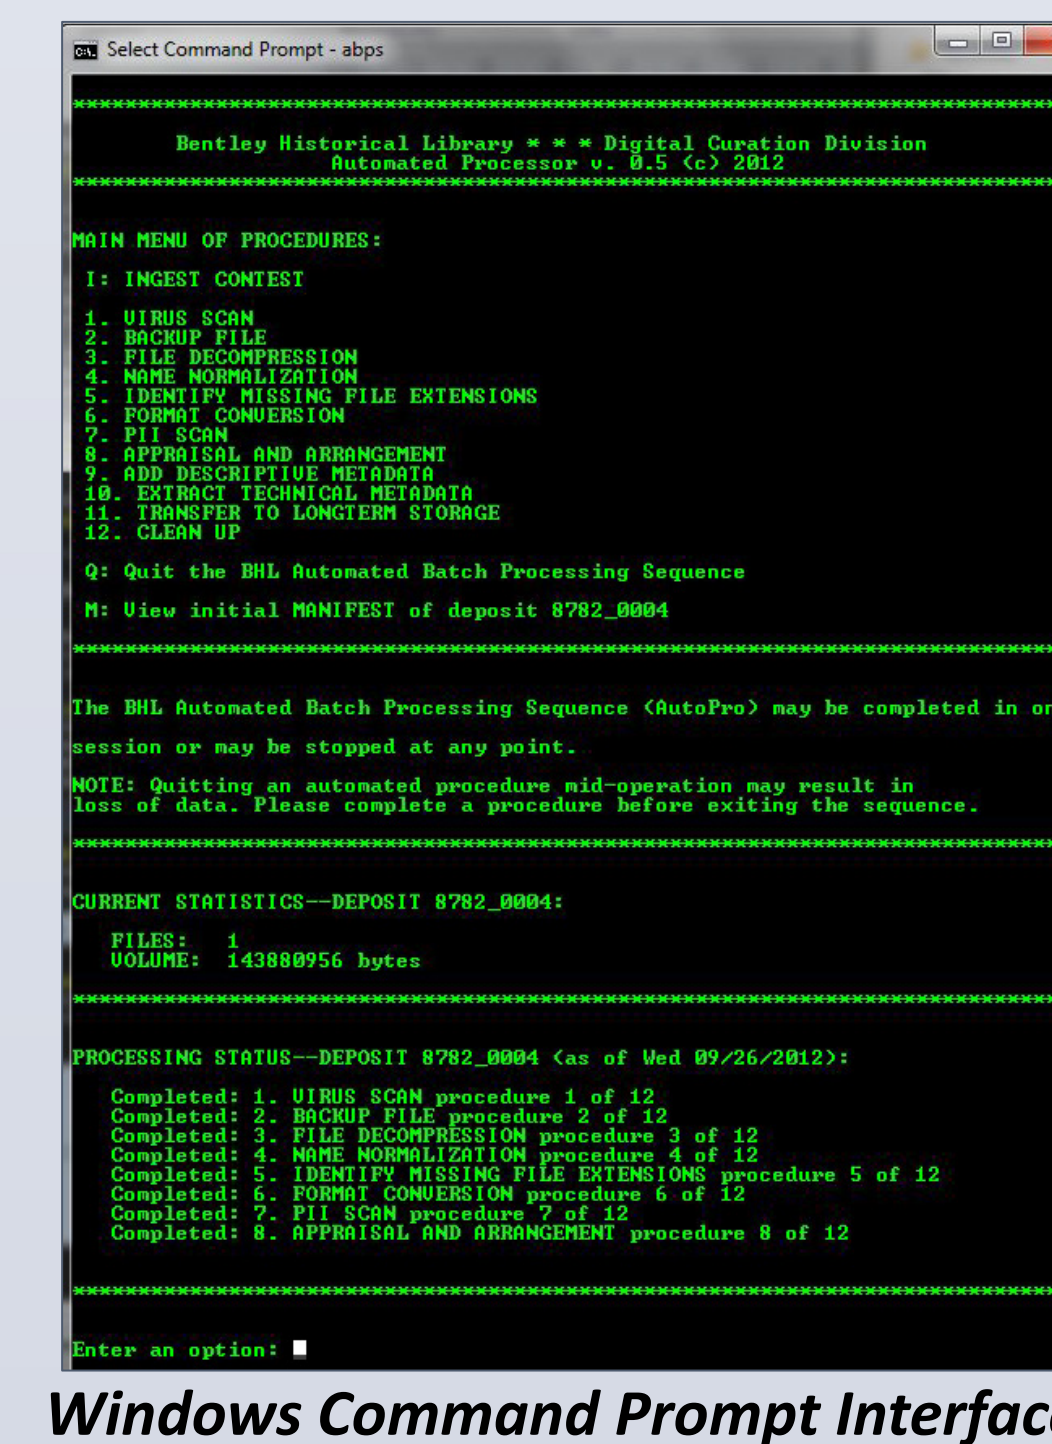 Select Command Prompt - abps
********************************************************************************
Bentley Historical Library * * * Digital Curation Division
Automated Processor v. 0.5 (c) 2012
********************************************************************************
MAIN MENU OF PROCEDURES:
I: INGEST CONTEST
1. VIRUS SCAN
2. BACKUP FILE
3. FILE DECOMPRESSION
4. NAME NORMALIZATION
5. IDENTIFY MISSING FILE EXTENSIONS
6. FORMAT CONVERSION
7. PII SCAN
8. APPRAISAL AND ARRANGEMENT
9. ADD DESCRIPTIVE METADATA
10. EXTRACT TECHNICAL METADATA
11. TRANSFER TO LONGTERM STORAGE
12. CLEAN UP
Q: Quit the BHL Automated Batch Processing Sequence
M: View initial MANIFEST of deposit 8782_0004
********************************************************************************
The BHL Automated Batch Processing Sequence (AutoPro) may be completed in
session or may be stopped at any point.
NOTE: Quitting an automated procedure mid-operation may result in
loss of data. Please complete a procedure before exiting the sequence.
********************************************************************************
CURRENT STATISTICS--DEPOSIT 8782_0004:
FILES: 1
VOLUME: 143880956 bytes
********************************************************************************
PROCESSING STATUS--DEPOSIT 8782_0004 (as of Wed 09/26/2012):
Completed: 1. VIRUS SCAN procedure 1 of 12
Completed: 2. BACKUP FILE procedure 2 of 12
Completed: 3. FILE DECOMPRESSION procedure 3 of 12
Completed: 4. NAME NORMALIZATION procedure 4 of 12
Completed: 5. IDENTIFY MISSING FILE EXTENSIONS procedure 5 of 12
Completed: 6. FORMAT CONVERSION procedure 6 of 12
Completed: 7. PII SCAN procedure 7 of 12
Completed: 8. APPRAISAL AND ARRANGEMENT procedure 8 of 12
********************************************************************************
Enter an option:
Windows Command Prompt Interface